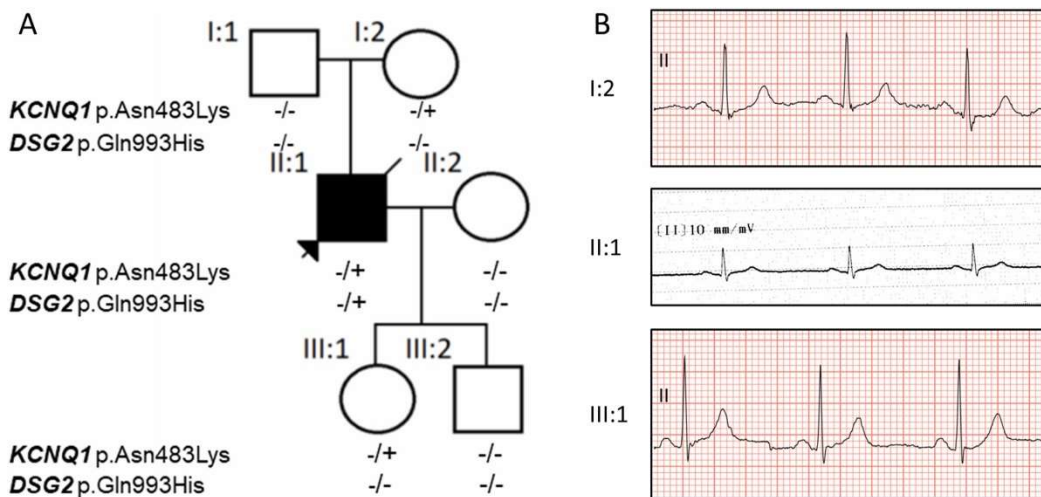 A
I:1 I:2
KCNQ1 p.Asn483Lys -/- -/+
DSG2 p.Gln993His -/- -/-
II:1 II:2
KCNQ1 p.Asn483Lys -/+ -/-
DSG2 p.Gln993His -/+ -/-
III:1 III:2
KCNQ1 p.Asn483Lys -/+ -/-
DSG2 p.Gln993His -/- -/-
B
I:2
II
II:1
[II]10 mm/mV
III:1
II